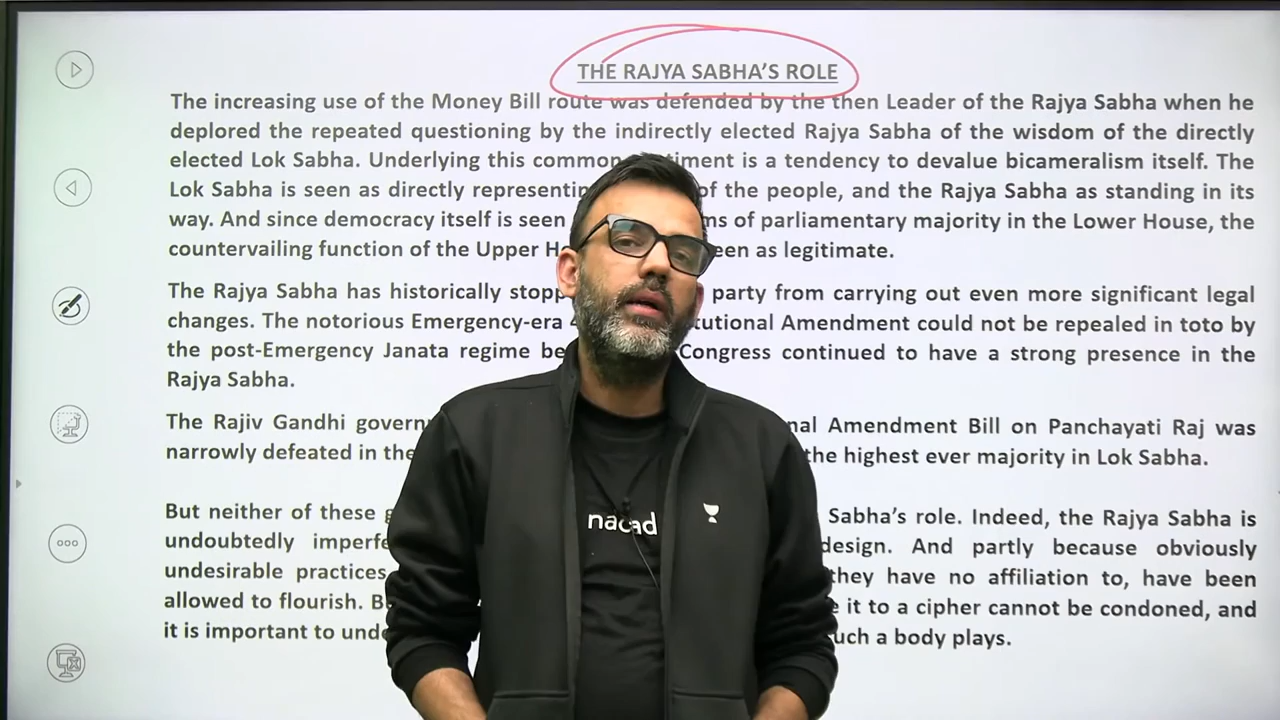 THE RAJYA SABHA'S ROLE
The increasing use of the Money Bill route was defended by the then Leader of the Rajya Sabha when he
deplored the repeated questioning by the indirectly elected Rajya Sabha of the wisdom of the directly
elected Lok Sabha. Underlying this common timent is a tendency to devalue bicameralism itself. The
Lok Sabha is seen as directly representin of the people, and the Rajya Sabha as standing in its
way. And since democracy itself is seen ns of parliamentary majority in the Lower House, the
countervailing function of the Upper H een as legitimate.
The Rajya Sabha has historically stopp party from carrying out even more significant legal
changes. The notorious Emergency-era 4 tutional Amendment could not be repealed in toto by
the post-Emergency Janata regime be Congress continued to have a strong presence in the
Rajya Sabha.
The Rajiv Gandhi govern nal Amendment Bill on Panchayati Raj was
narrowly defeated in the the highest ever majority in Lok Sabha.
But neither of these g Sabha's role. Indeed, the Rajya Sabha is
undoubtedly imperfe design. And partly because obviously
undesirable practices they have no affiliation to, have been
allowed to flourish. B e it to a cipher cannot be condoned, and
it is important to unde uch a body plays.
nacad